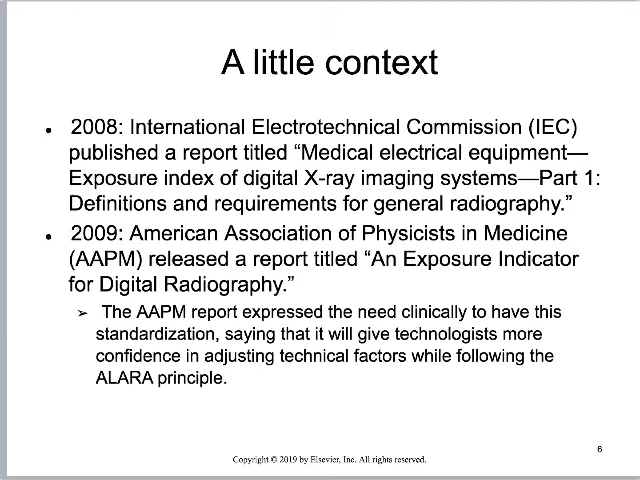 A little context
• 2008: International Electrotechnical Commission (IEC)
published a report titled “Medical electrical equipment—
Exposure index of digital X-ray imaging systems—Part 1:
Definitions and requirements for general radiography.”
• 2009: American Association of Physicists in Medicine
(AAPM) released a report titled “An Exposure Indicator
for Digital Radiography.”
➢ The AAPM report expressed the need clinically to have this
standardization, saying that it will give technologists more
confidence in adjusting technical factors while following the
ALARA principle.
6
Copyright © 2019 by Elsevier, Inc. All rights reserved.